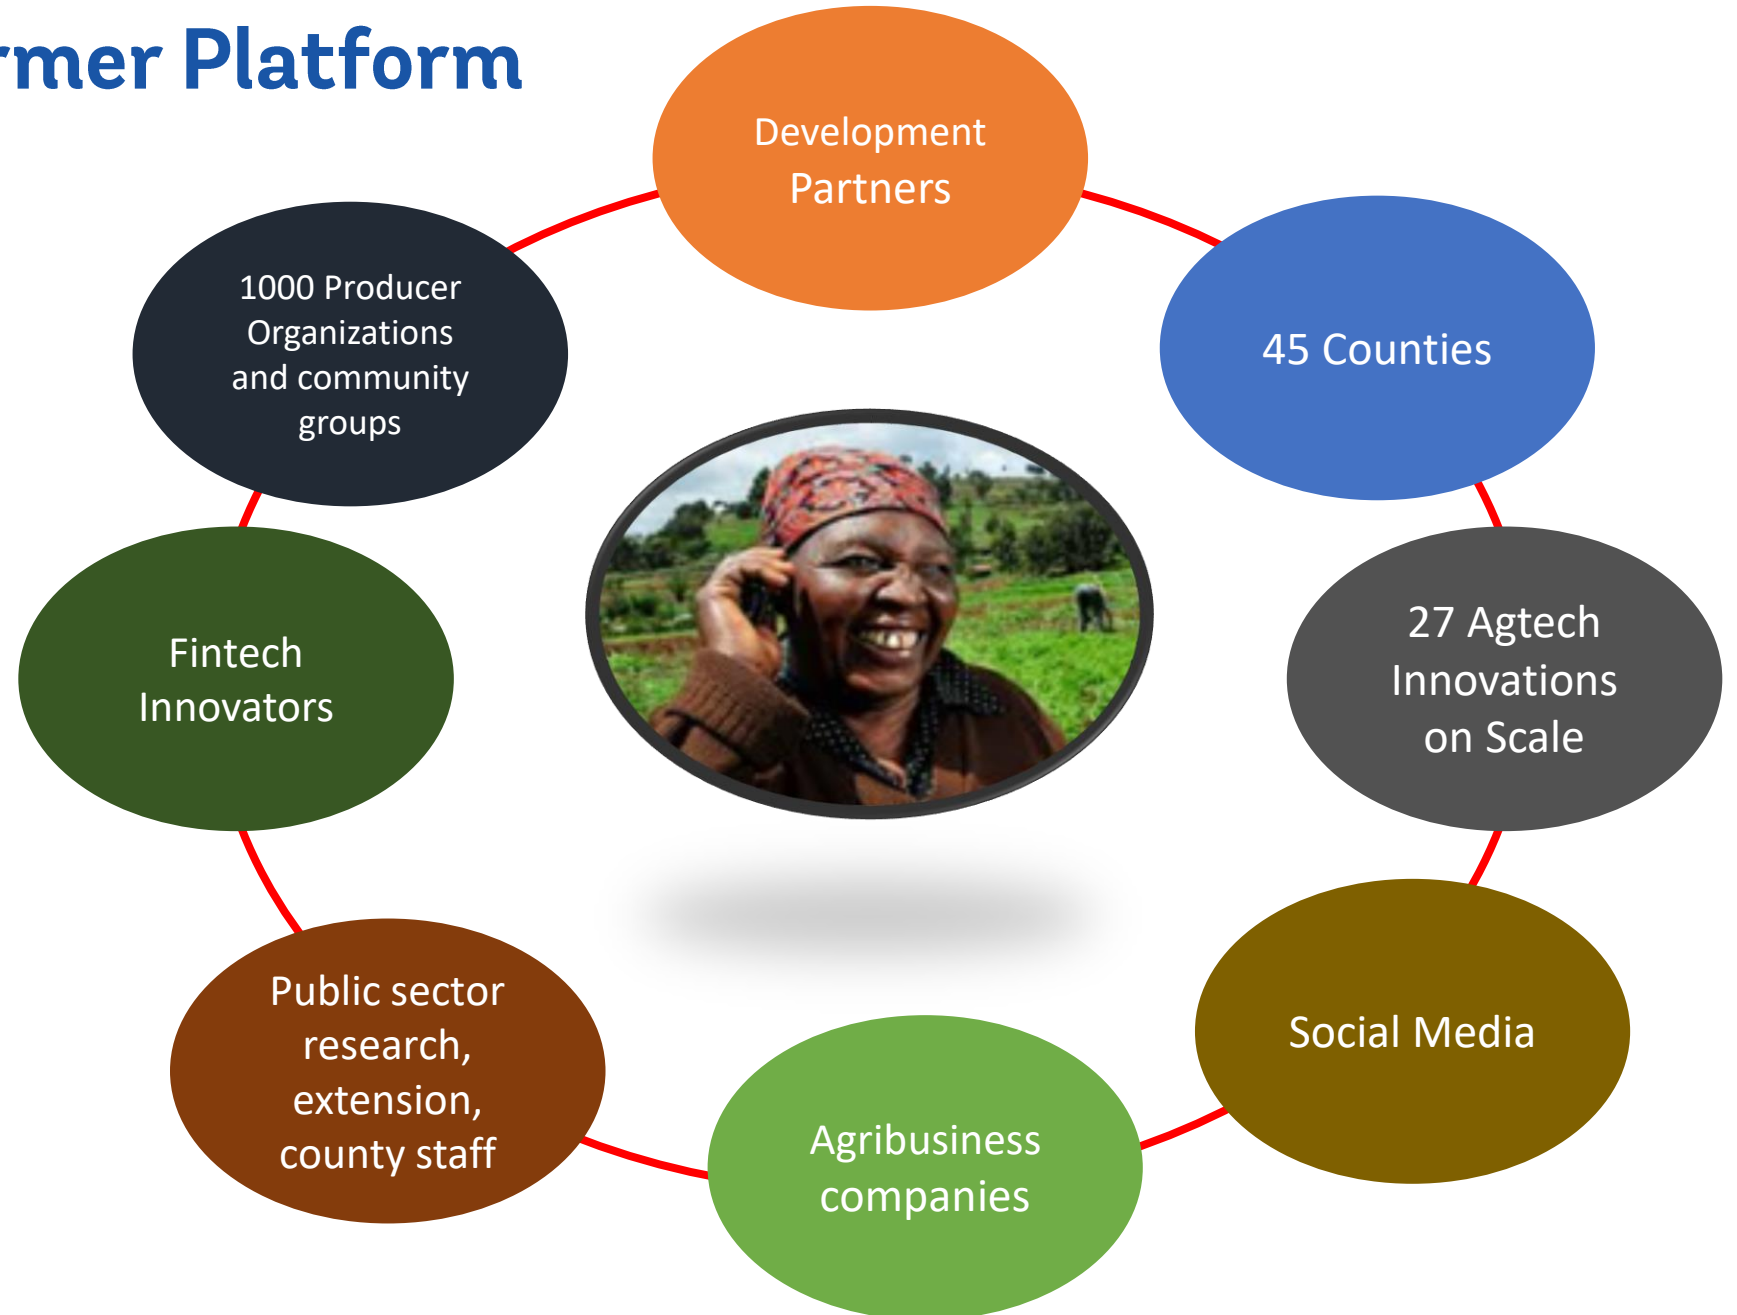 rmer Platform
Development
Partners
45 Counties
27 Agtech
Innovations
on Scale
Social Media
Agribusiness
companies
Public sector
research,
extension,
county staff
Fintech
Innovators
1000 Producer
Organizations
and community
groups